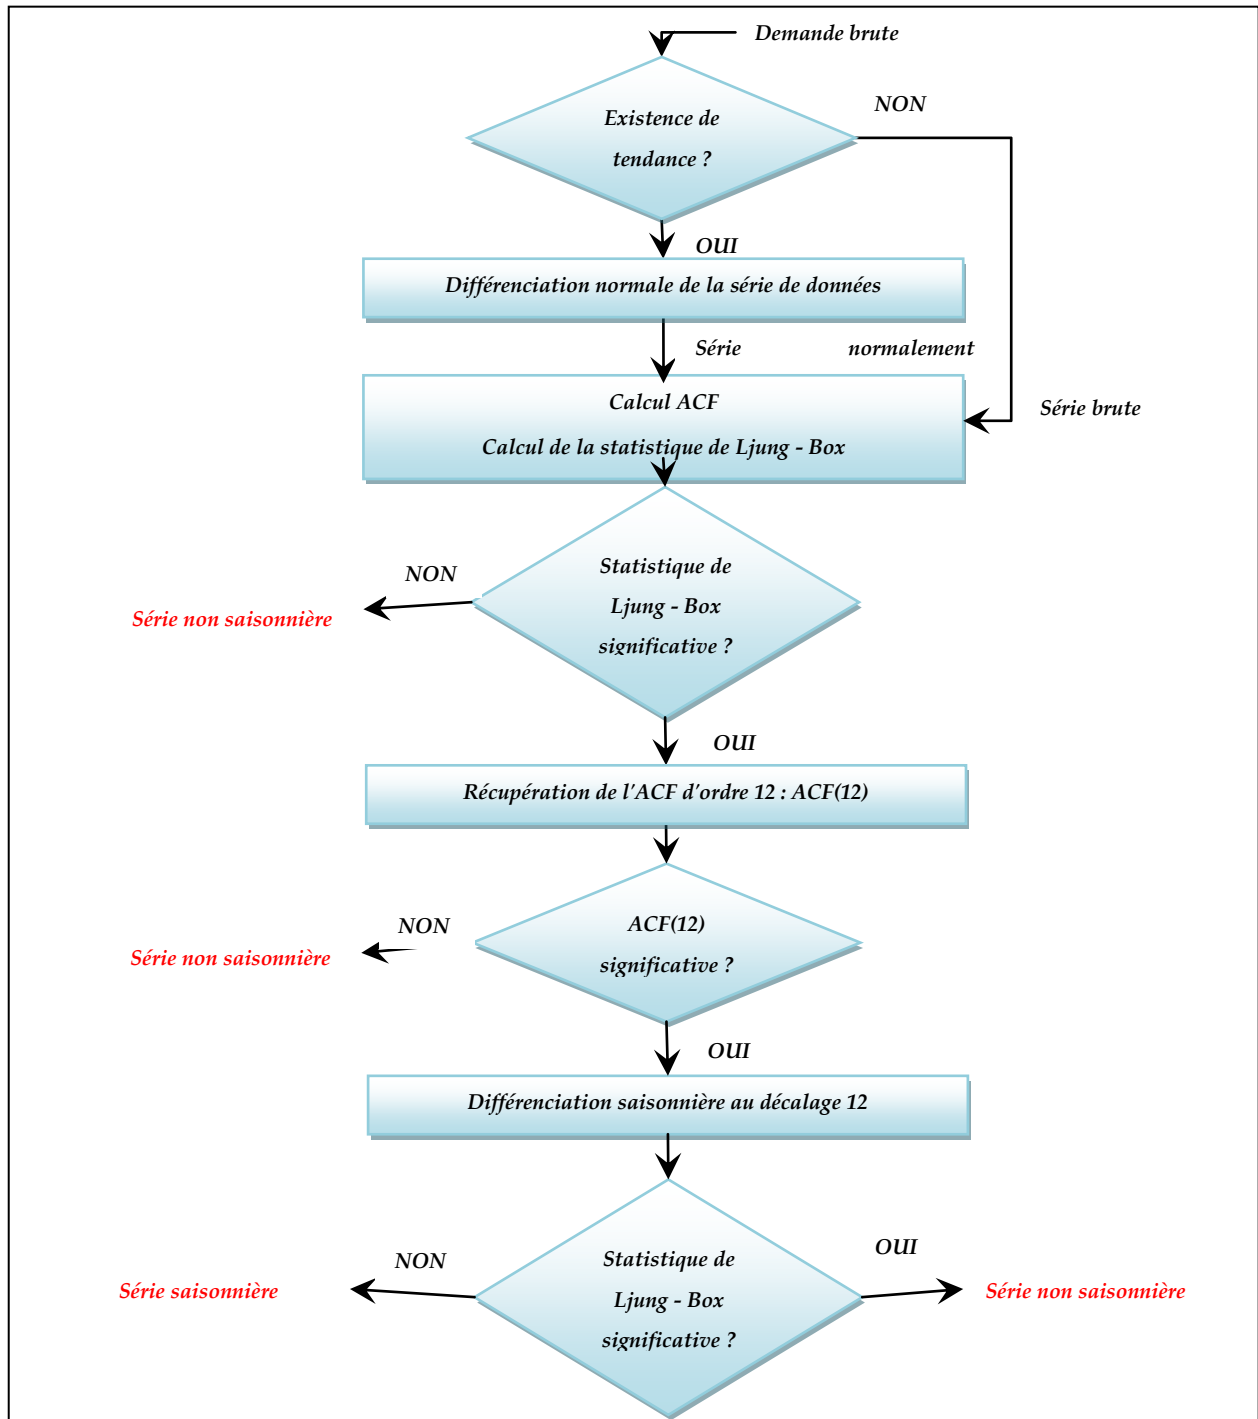 Demande brute
NON
Existence de
tendance ?
OUI
Différenciation normale de la série de données
Série normalement
Série brute
Calcul ACF
Calcul de la statistique de Ljung - Box
NON
Statistique de
Ljung - Box
significative ?
Série non saisonnière
OUI
Récupération de l'ACF d'ordre 12 : ACF(12)
NON
ACF(12)
significative ?
Série non saisonnière
OUI
Différenciation saisonnière au décalage 12
NON
Statistique de
Ljung - Box
significative ?
OUI
Série saisonnière
Série non saisonnière